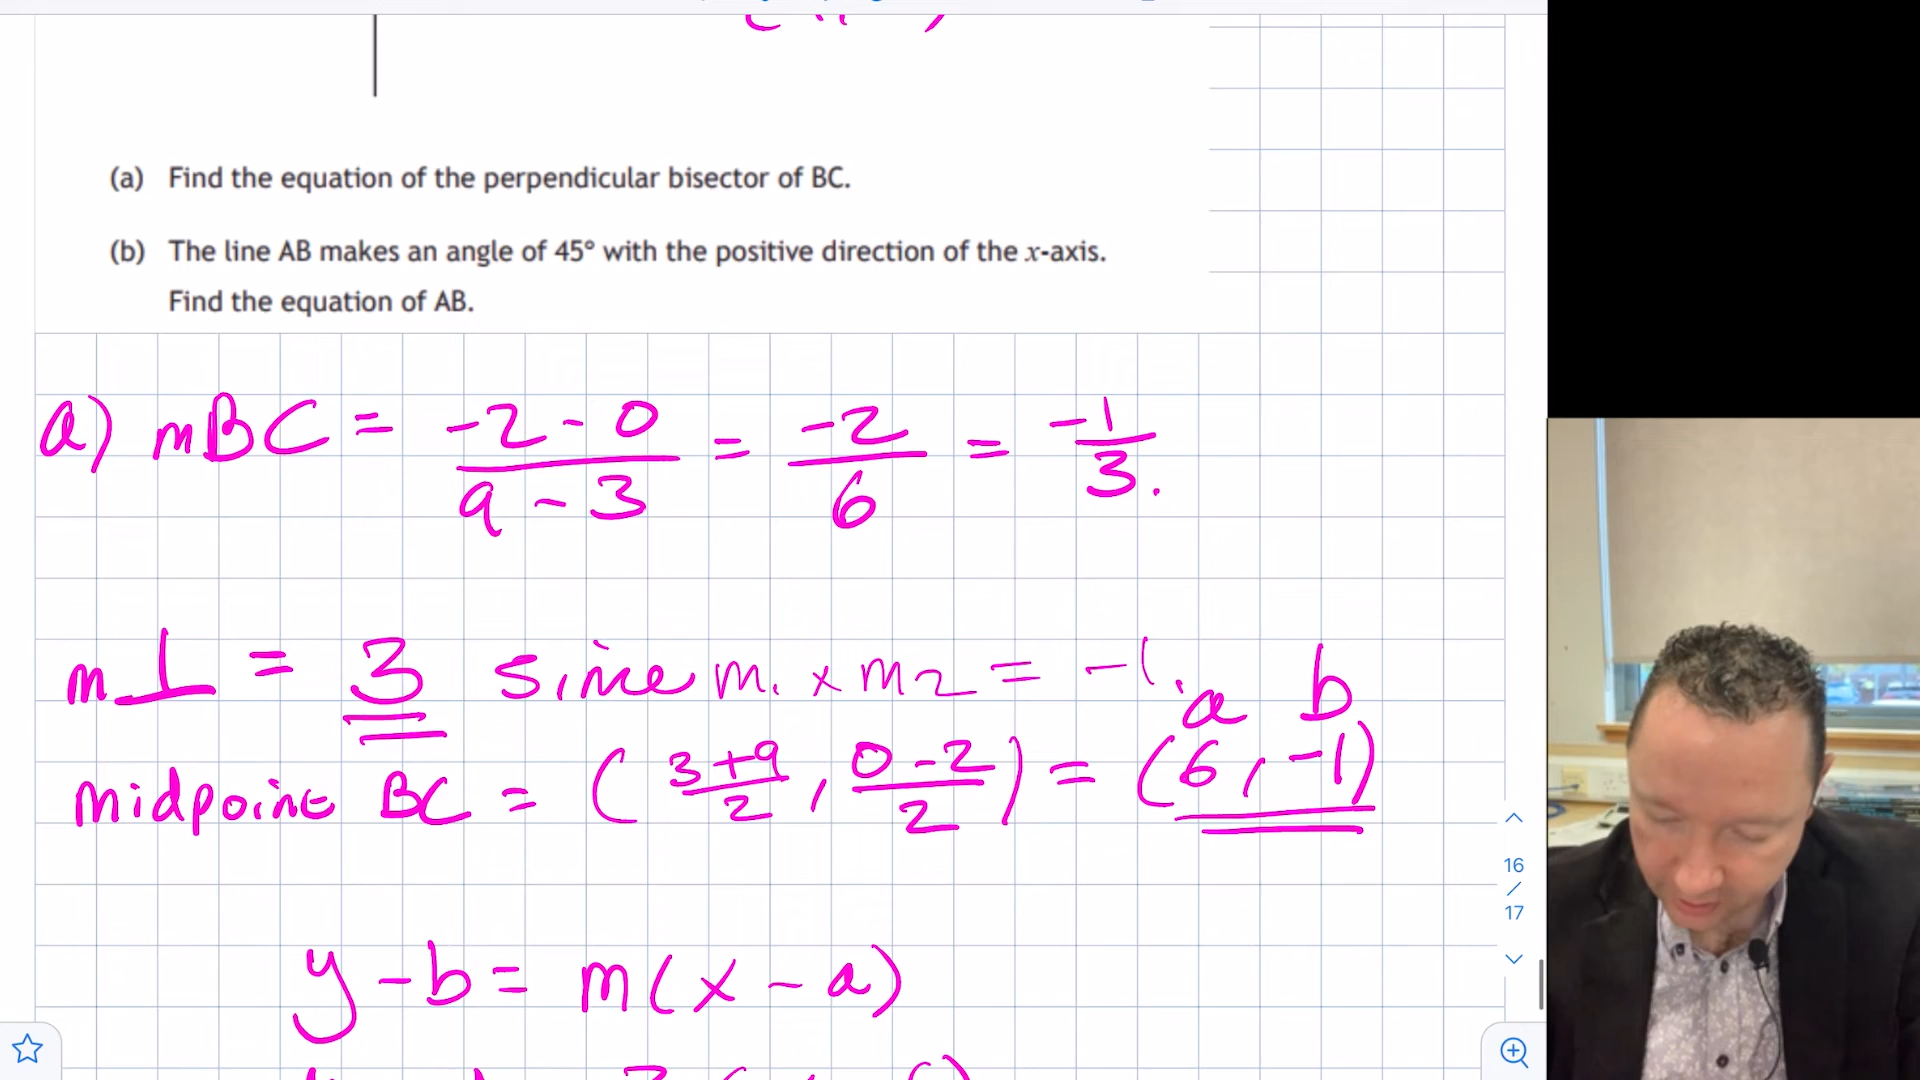 (a) Find the equation of the perpendicular bisector of BC.
(b) The line AB makes an angle of 45° with the positive direction of the x-axis.
Find the equation of AB.
a) mBC = (-2 - 0)/(9 - 3) = -2/6 = -1/3.
m⊥ = 3 since m1 x m2 = -1.
a b
Midpoint BC = ((3+9)/2, (0-2)/2) = (6, -1)
y - b = m(x - a)
16
/
17